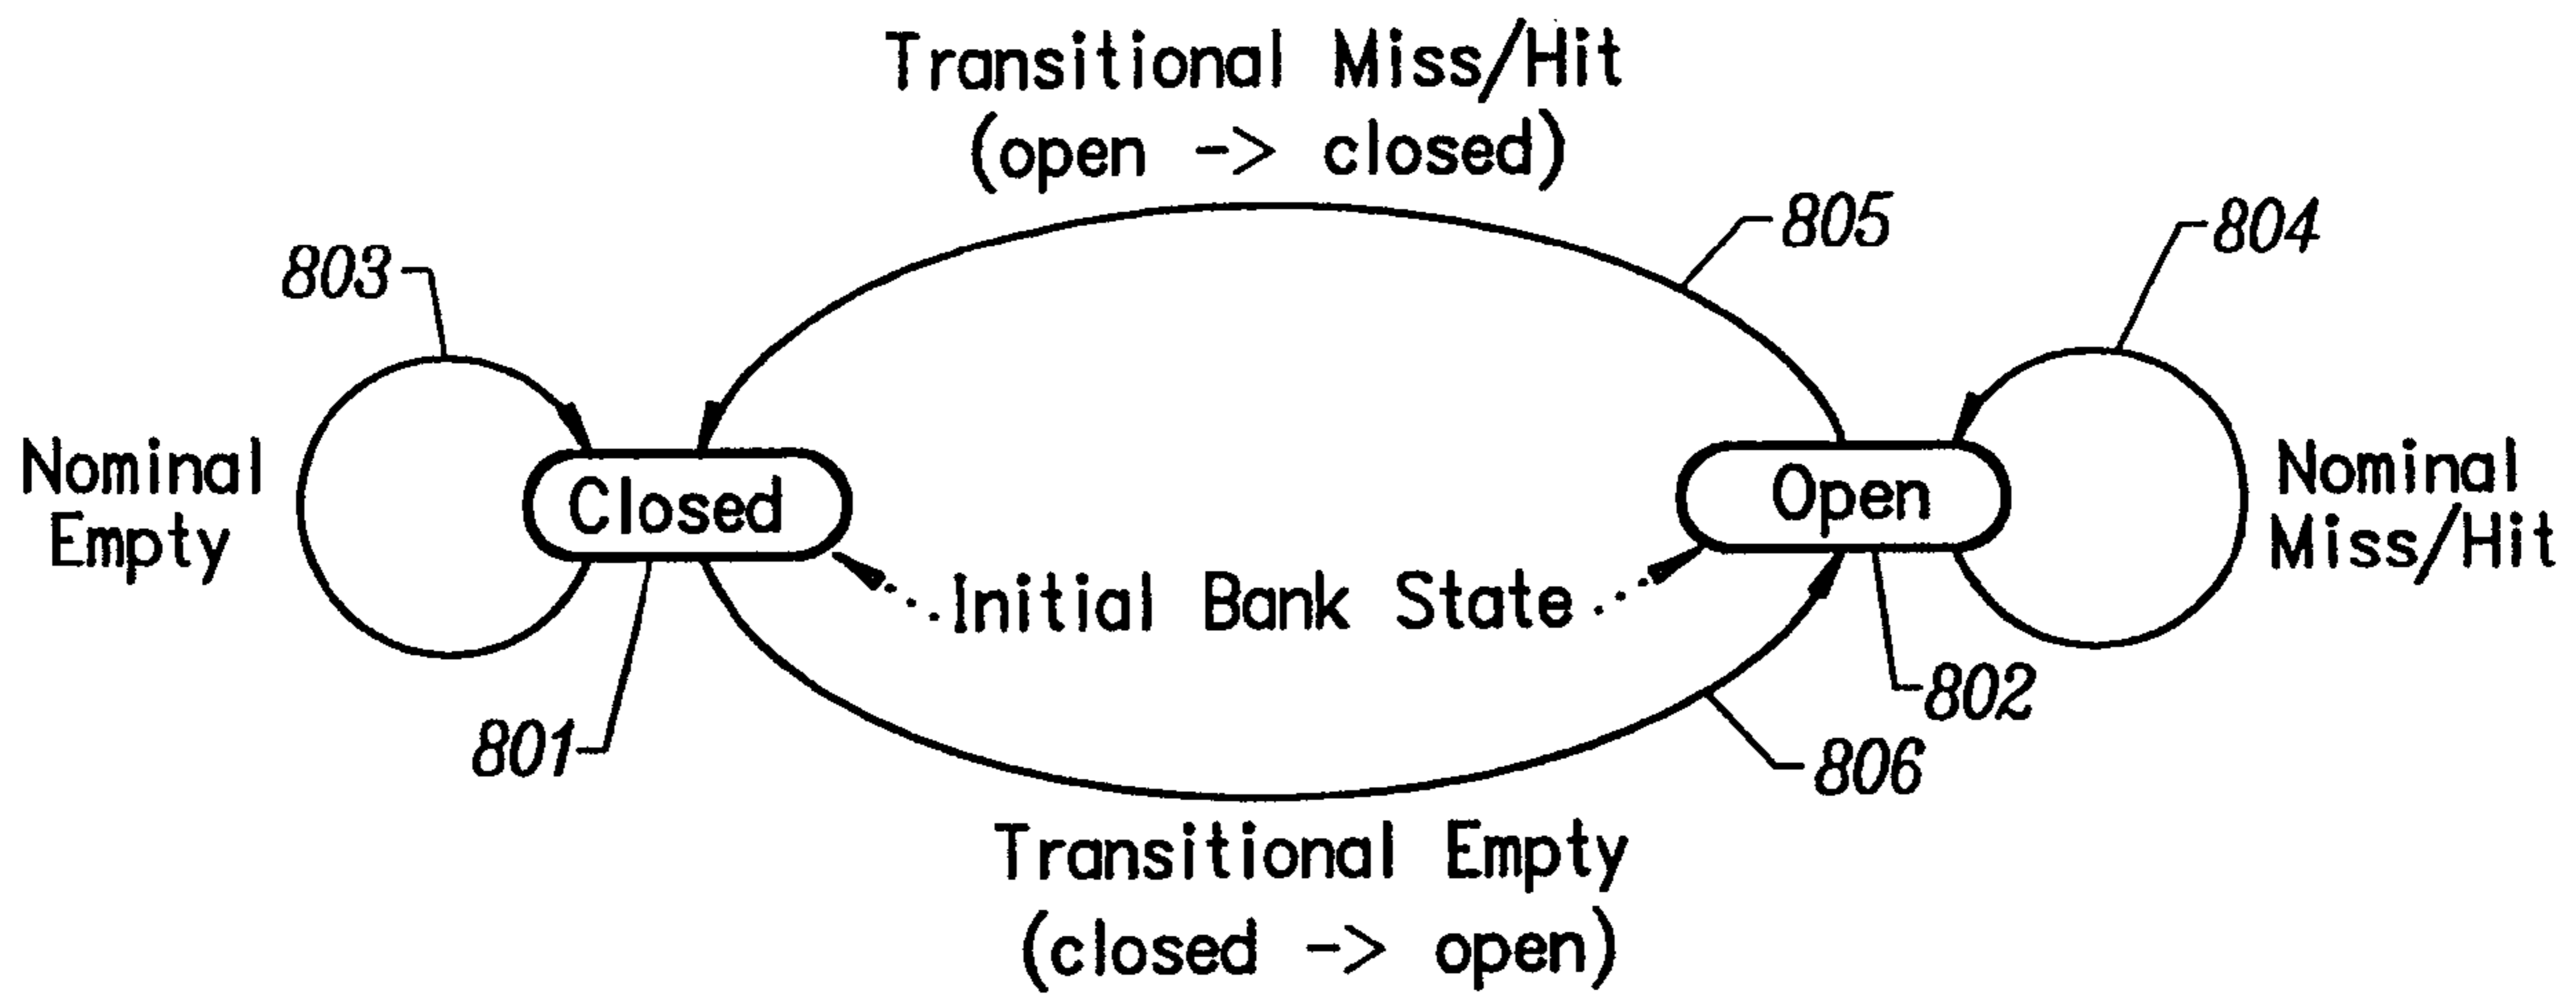 Transitional Miss/Hit
(open -> closed)
805
804
803
Nominal
Empty
Closed
Open
Nominal
Miss/Hit
Initial Bank State
802
801
806
Transitional Empty
(closed -> open)